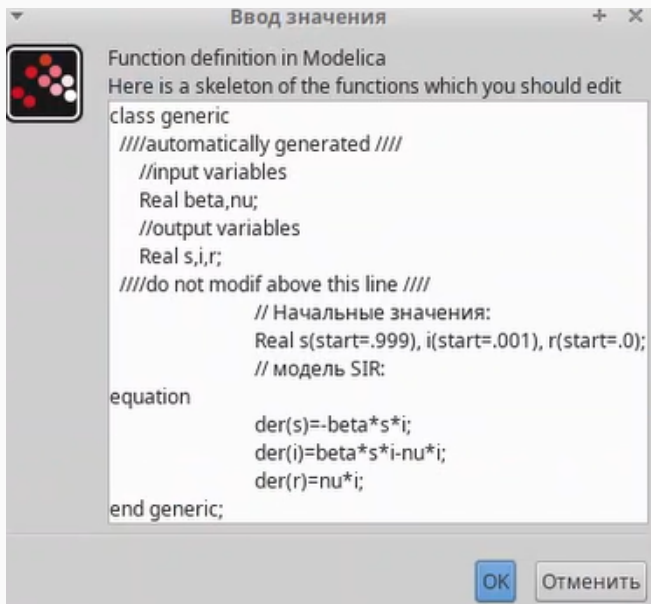 Ввод значения
Function definition in Modelica
Here is a skeleton of the functions which you should edit
class generic
////automatically generated ////
//input variables
Real beta,nu;
//output variables
Real s,i,r;
////do not modif above this line ////
// Начальные значения:
Real s(start=.999), i(start=.001), r(start=.0);
// модель SIR:
equation
der(s)=-beta*s*i;
der(i)=beta*s*i-nu*i;
der(r)=nu*i;
end generic;
OK Отменить